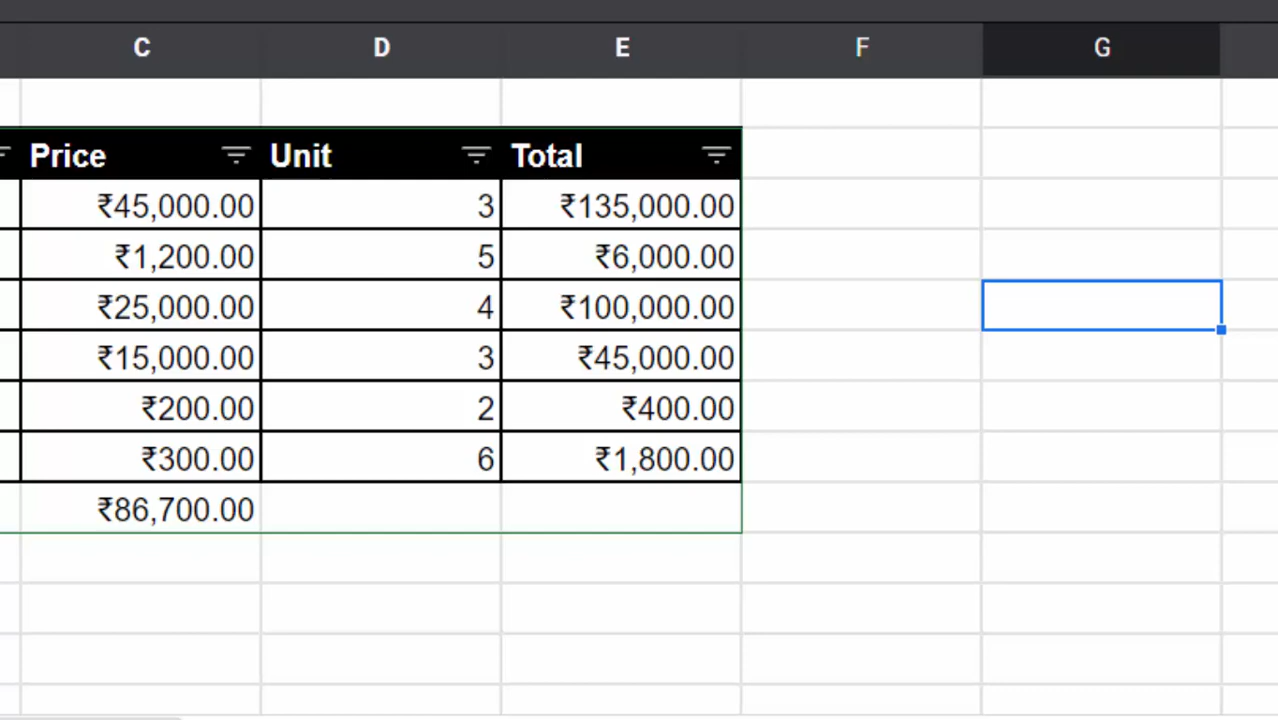 C D E F G
Price Unit Total
₹45,000.00 3 ₹135,000.00
₹1,200.00 5 ₹6,000.00
₹25,000.00 4 ₹100,000.00
₹15,000.00 3 ₹45,000.00
₹200.00 2 ₹400.00
₹300.00 6 ₹1,800.00
₹86,700.00